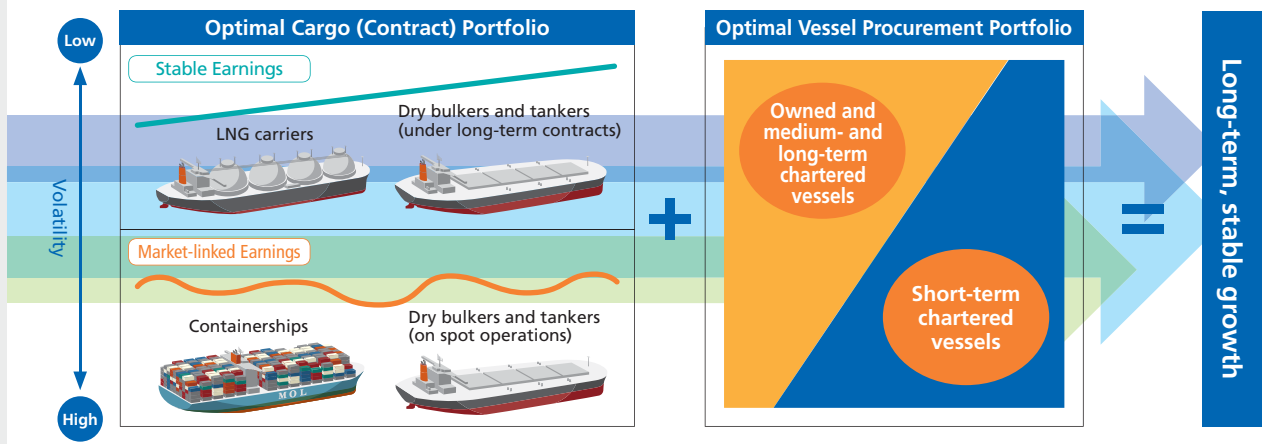 Low
Volatility
High
Optimal Cargo (Contract) Portfolio
Stable Earnings
LNG carriers
Dry bulkers and tankers
(under long-term contracts)
Market-linked Earnings
Containerships
Dry bulkers and tankers
(on spot operations)
MOL
+
Optimal Vessel Procurement Portfolio
Owned and
medium- and
long-term
chartered
vessels
Short-term
chartered
vessels
=
Long-term, stable growth